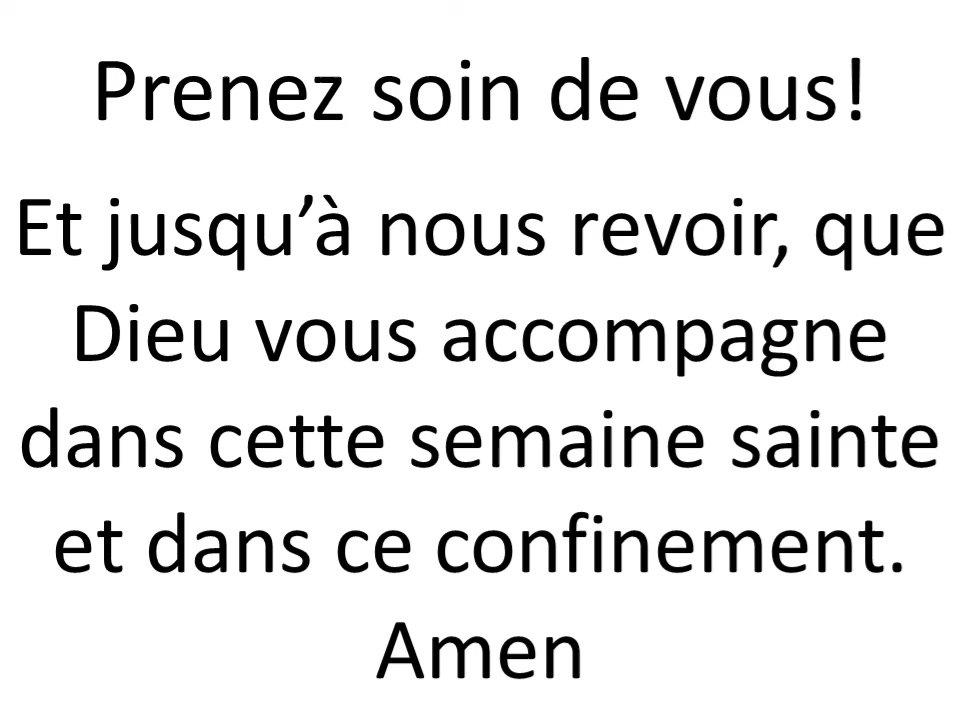 Prenez soin de vous!
Et jusqu’à nous revoir, que
Dieu vous accompagne
dans cette semaine sainte
et dans ce confinement.
Amen